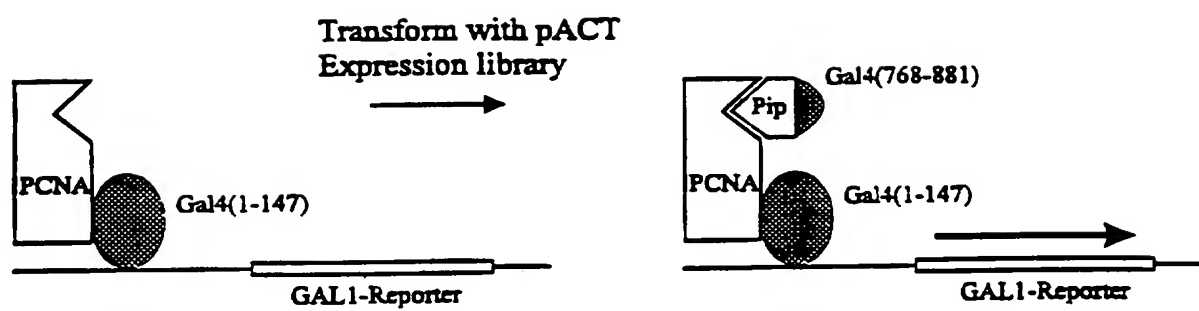 Transform with pACT
Expression library
PCNA
Gal4(1-147)
GAL1-Reporter
Gal4(768-881)
Pip
PCNA
Gal4(1-147)
GAL1-Reporter